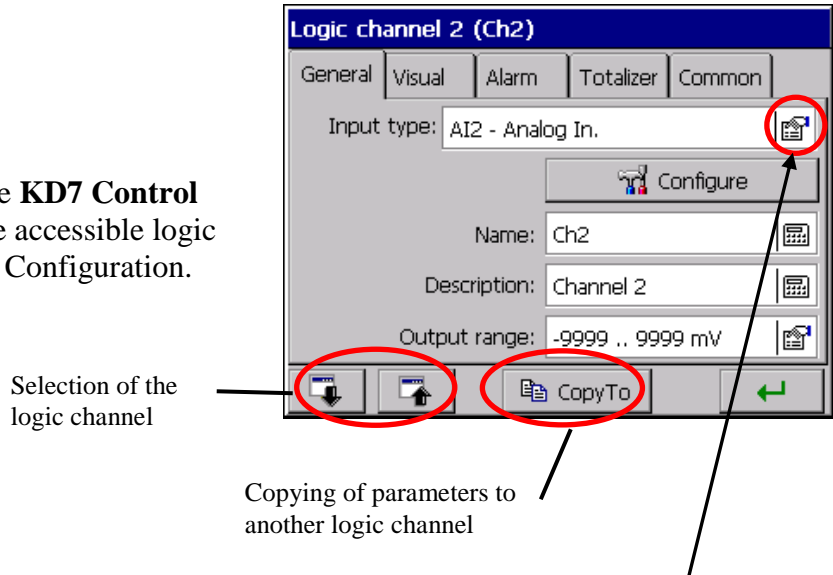 Logic channel 2 (Ch2)
General Visual Alarm Totalizer Common
Input type: AI2 - Analog In.
Configure
e KD7 Control
e accessible logic
Configuration.
Name: Ch2
Description: Channel 2
Output range: -9999 .. 9999 mV
Selection of the
logic channel
CopyTo
Copying of parameters to
another logic channel